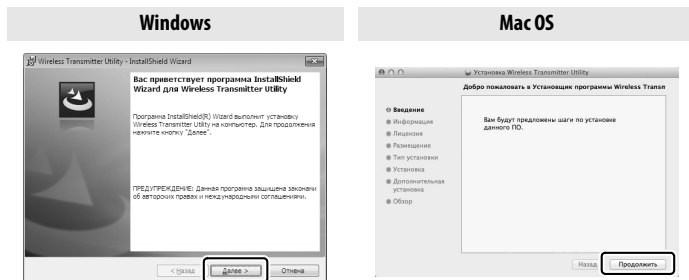 Windows
Wireless Transmitter Utility - InstallShield Wizard
Вас приветствует программа InstallShield
Wizard для Wireless Transmitter Utility
Программа InstallShield(R) Wizard выполнит установку
Wireless Transmitter Utility на компьютер. Для продолжения
нажмите кнопку "Далее".
ПРЕДУПРЕЖДЕНИЕ: Данная программа защищена законами
об авторских правах и международными соглашениями.
< Назад
Далее >
Отмена
Mac OS
Установка Wireless Transmitter Utility
Добро пожаловать в Установщик программы Wireless Transm
Введение
Информация
Лицензия
Размещение
Тип установки
Установка
Дополнительная
установка
Обзор
Вам будут предложены шаги по установке
данного ПО.
Назад
Продолжить